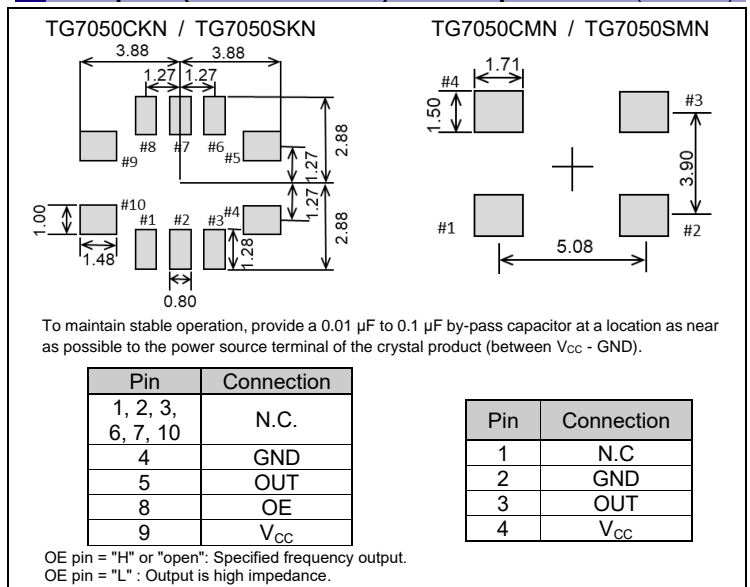 TG7050CKN / TG7050SKN
3.88 3.88
1.27 1.27
#8 #7 #6
#9 #5
1.27
2.88
1.27
2.88
1.00
#10
#1 #2 #3 #4
1.48
1.28
0.80
TG7050CMN / TG7050SMN
1.71
#4
1.50
#3
3.90
#1
#2
5.08
To maintain stable operation, provide a 0.01 µF to 0.1 µF by-pass capacitor at a location as near
as possible to the power source terminal of the crystal product (between VCC - GND).
Pin Connection
1, 2, 3,
6, 7, 10 N.C.
4 GND
5 OUT
8 OE
9 VCC
OE pin = "H" or "open": Specified frequency output.
OE pin = "L" : Output is high impedance.
Pin Connection
1 N.C
2 GND
3 OUT
4 VCC